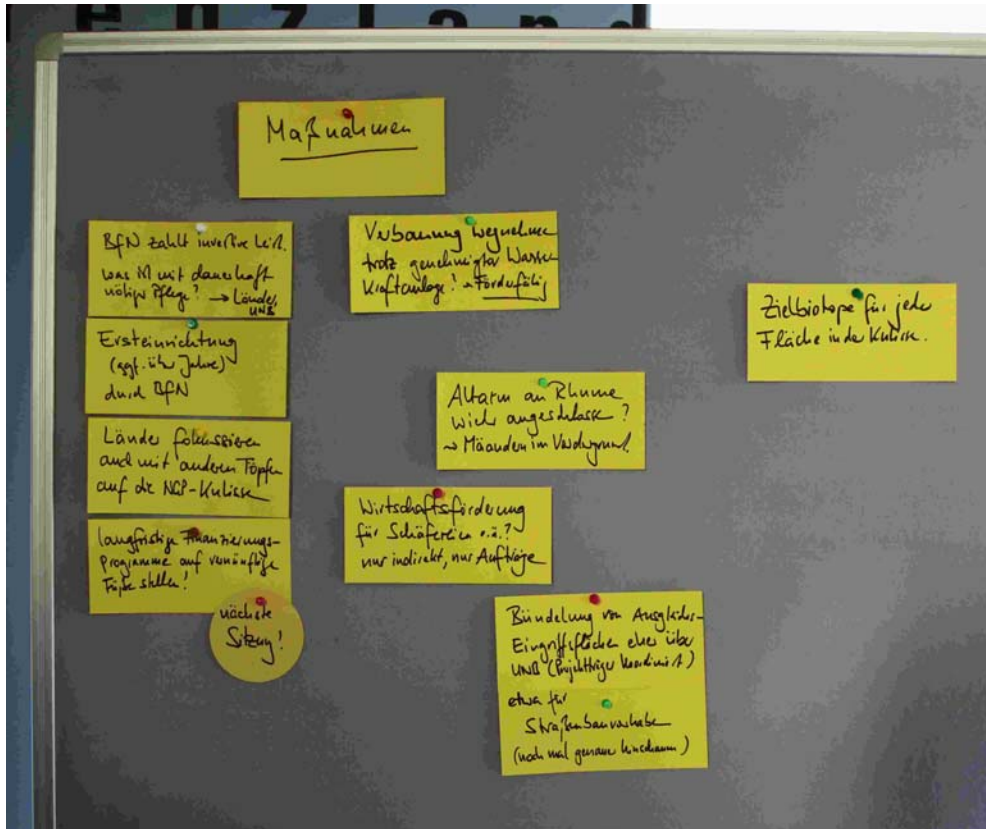 enzland
Maßnahmen
BfN zahlt investive Leist.
was ist mit dauerhaft
nötiger Pflege? → Länder,
UNB
Ersteinrichtung
(ggf. über Jahre)
durch BfN
Länder fokussieren
auch mit anderen Töpfen
auf die NGP-Kulisse
langfristige Finanzierungs-
programme auf vernünftige
Füße stellen!
nächste
Sitzung!
Verbauung wegnehmen
trotz genehmigter Wasser
kraftanlage? → Förderfähig
Altarm an Rhume
wieder angeschlossen?
→ Mäandern im Vordergrund.
Wirtschaftsförderung
für Schäfereien o.ä.?
nur indirekt, nur Aufträge
Bündelung von Ausgleichs-
Eingriffsflächen eher über
UNB (Projektträger koordiniert)
etwa für
Straßenbauvorhaben
(noch mal genauer hinschauen)
Zielbiotope für jede
Fläche in der Kulisse.